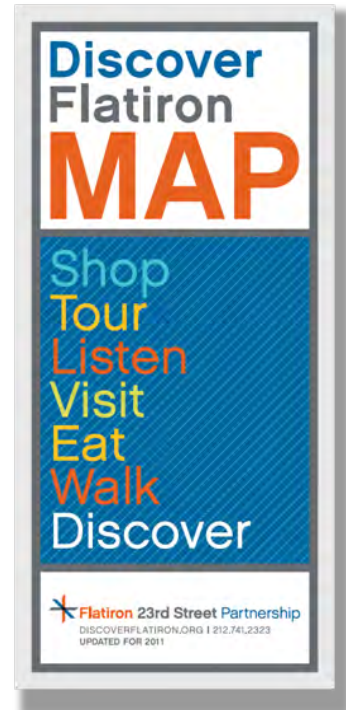 Discover
Flatiron
MAP
Shop
Tour
Listen
Visit
Eat
Walk
Discover
Flatiron 23rd Street Partnership
DISCOVERFLATIRON.ORG | 212.741.2323
UPDATED FOR 2011